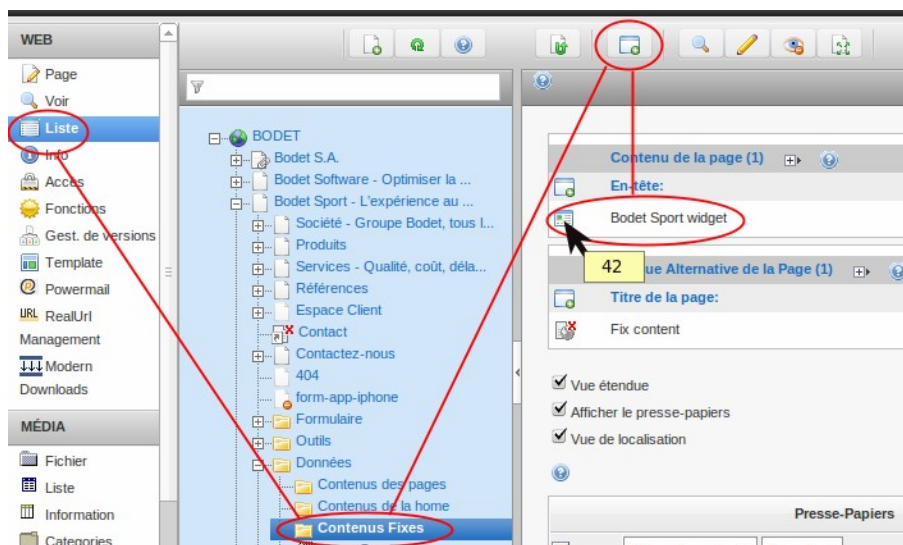 WEB
Page
Voir
Liste
Info
Accès
Fonctions
Gest. de versions
Template
Powermail
URL RealUrl
Management
Modern
Downloads
MÉDIA
Fichier
Liste
Information
Categories
BODET
Bodet S.A.
Bodet Software - Optimiser la ...
Bodet Sport - L'expérience au ...
Société - Groupe Bodet, tous l...
Produits
Services - Qualité, coût, déla...
Références
Espace Client
Contact
Contactez-nous
404
form-app-iphone
Formulaire
Outils
Données
Contenus des pages
Contenus de la home
Contenus Fixes
Contenu de la page (1)
En-tête:
Bodet Sport widget
42
ue Alternative de la Page (1)
Titre de la page:
Fix content
Vue étendue
Afficher le presse-papiers
Vue de localisation
Presse-Papiers